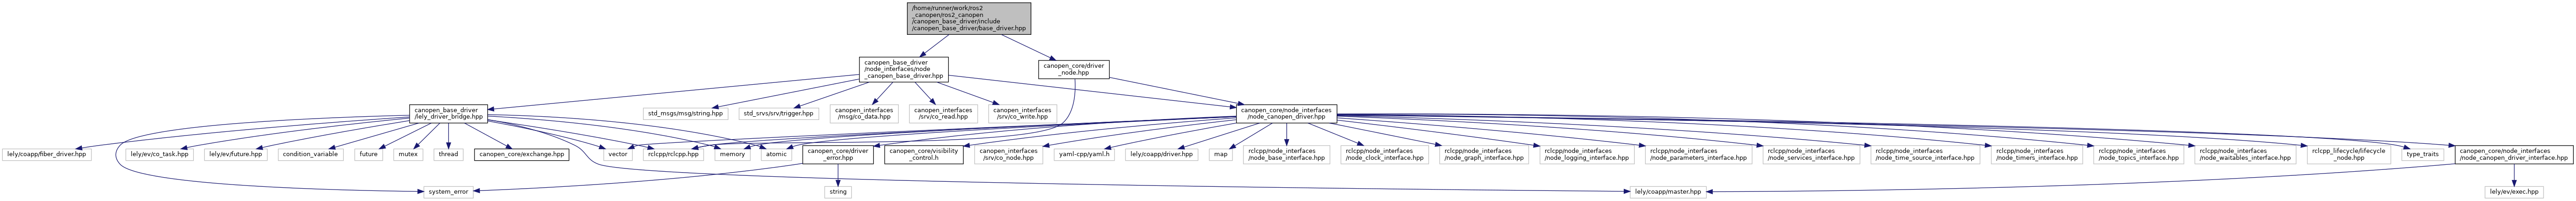 /home/runner/work/ros2
_canopen/ros2_canopen
/canopen_base_driver/include
/canopen_base_driver/base_driver.hpp
canopen_base_driver
/node_interfaces/node
_canopen_base_driver.hpp
canopen_core/driver
_node.hpp
canopen_base_driver
/lely_driver_bridge.hpp
std_msgs/msg/string.hpp
std_srvs/srv/trigger.hpp
canopen_interfaces
/msg/co_data.hpp
canopen_interfaces
/srv/co_read.hpp
canopen_interfaces
/srv/co_write.hpp
canopen_core/node_interfaces
/node_canopen_driver.hpp
lely/coapp/fiber_driver.hpp
lely/ev/co_task.hpp
lely/ev/future.hpp
condition_variable
future
mutex
thread
canopen_core/exchange.hpp
vector
rclcpp/rclcpp.hpp
memory
atomic
canopen_core/driver
_error.hpp
canopen_core/visibility
_control.h
canopen_interfaces
/srv/co_node.hpp
yaml-cpp/yaml.h
lely/coapp/driver.hpp
map
rclcpp/node_interfaces
/node_base_interface.hpp
rclcpp/node_interfaces
/node_clock_interface.hpp
rclcpp/node_interfaces
/node_graph_interface.hpp
rclcpp/node_interfaces
/node_logging_interface.hpp
rclcpp/node_interfaces
/node_parameters_interface.hpp
rclcpp/node_interfaces
/node_services_interface.hpp
rclcpp/node_interfaces
/node_time_source_interface.hpp
rclcpp/node_interfaces
/node_timers_interface.hpp
rclcpp/node_interfaces
/node_topics_interface.hpp
rclcpp/node_interfaces
/node_waitables_interface.hpp
rclcpp_lifecycle/lifecycle
_node.hpp
type_traits
canopen_core/node_interfaces
/node_canopen_driver_interface.hpp
system_error
string
lely/coapp/master.hpp
lely/ev/exec.hpp